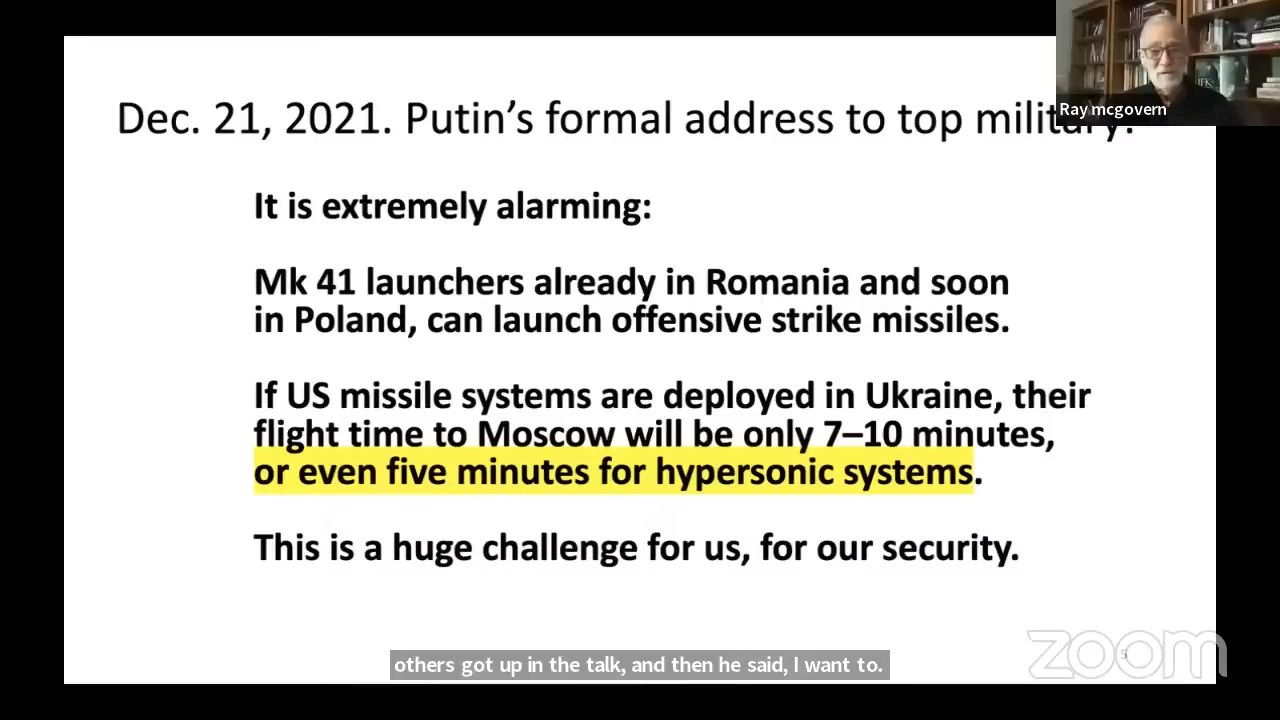 Dec. 21, 2021. Putin's formal address to top military:
Ray mcgovern
It is extremely alarming:
Mk 41 launchers already in Romania and soon
in Poland, can launch offensive strike missiles.
If US missile systems are deployed in Ukraine, their
flight time to Moscow will be only 7–10 minutes,
or even five minutes for hypersonic systems.
This is a huge challenge for us, for our security.
others got up in the talk, and then he said, I want to.
zoom
5